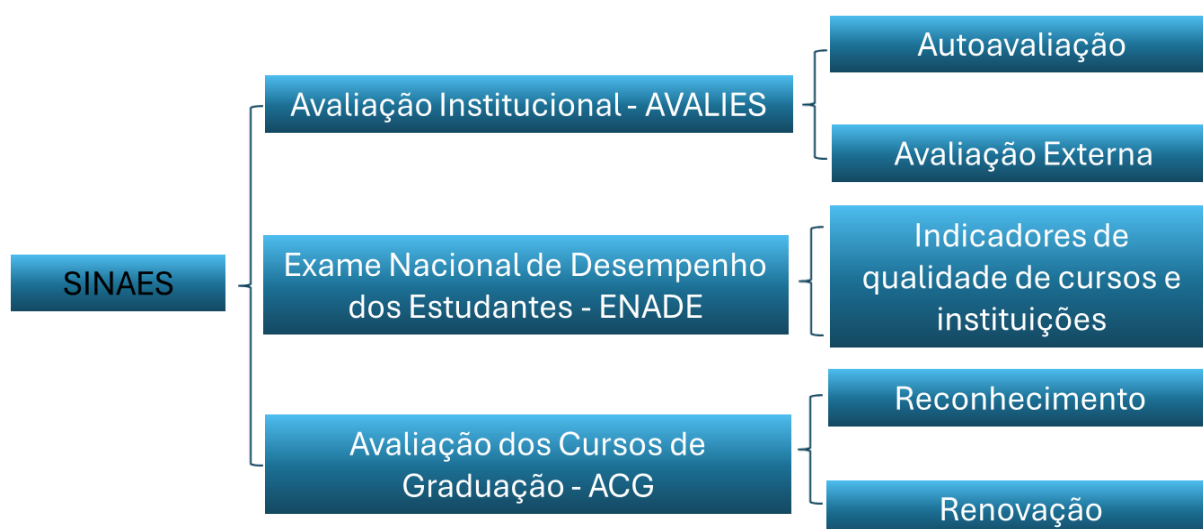 SINAES
Avaliação Institucional - AVALIES
Autoavaliação
Avaliação Externa
Exame Nacional de Desempenho
dos Estudantes - ENADE
Indicadores de
qualidade de cursos e
instituições
Avaliação dos Cursos de
Graduação - ACG
Reconhecimento
Renovação